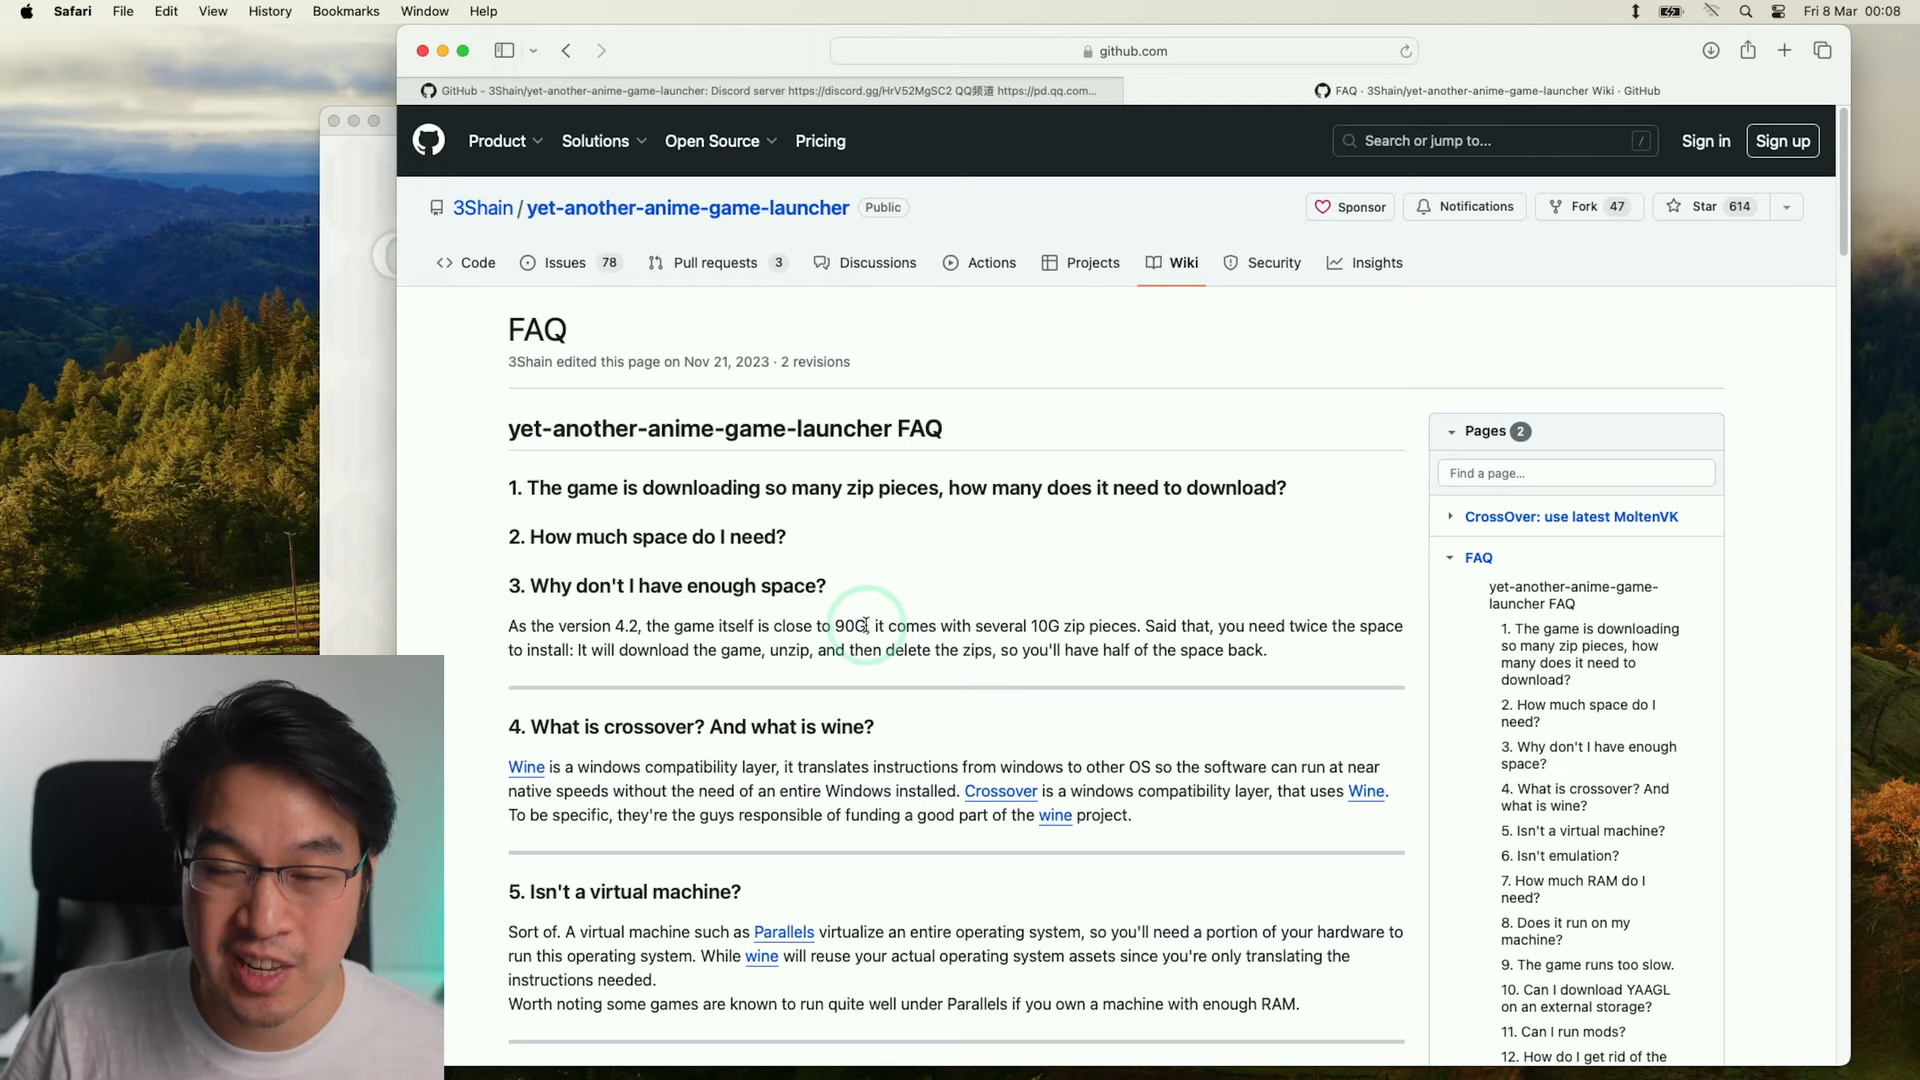 Safari File Edit View History Bookmarks Window Help Fri 8 Mar 00:08
github.com
GitHub - 3Shain/yet-another-anime-game-launcher: Discord server https://discord.gg/HrV52MgSC2 QQ频道 https://pd.qq.com...
FAQ · 3Shain/yet-another-anime-game-launcher Wiki · GitHub
Product Solutions Open Source Pricing Search or jump to... / Sign in Sign up
3Shain / yet-another-anime-game-launcher Public Sponsor Notifications Fork 47 Star 614
Code Issues 78 Pull requests 3 Discussions Actions Projects Wiki Security Insights
FAQ
3Shain edited this page on Nov 21, 2023 · 2 revisions
yet-another-anime-game-launcher FAQ
1. The game is downloading so many zip pieces, how many does it need to download?
2. How much space do I need?
3. Why don't I have enough space?
As the version 4.2, the game itself is close to 90G, it comes with several 10G zip pieces. Said that, you need twice the space
to install: It will download the game, unzip, and then delete the zips, so you'll have half of the space back.
4. What is crossover? And what is wine?
Wine is a windows compatibility layer, it translates instructions from windows to other OS so the software can run at near
native speeds without the need of an entire Windows installed. Crossover is a windows compatibility layer, that uses Wine.
To be specific, they're the guys responsible of funding a good part of the wine project.
5. Isn't a virtual machine?
Sort of. A virtual machine such as Parallels virtualize an entire operating system, so you'll need a portion of your hardware to
run this operating system. While wine will reuse your actual operating system assets since you're only translating the
instructions needed.
Worth noting some games are known to run quite well under Parallels if you own a machine with enough RAM.
Pages 2
Find a page...
CrossOver: use latest MoltenVK
FAQ
yet-another-anime-game-
launcher FAQ
1. The game is downloading
so many zip pieces, how
many does it need to
download?
2. How much space do I
need?
3. Why don't I have enough
space?
4. What is crossover? And
what is wine?
5. Isn't a virtual machine?
6. Isn't emulation?
7. How much RAM do I
need?
8. Does it run on my
machine?
9. The game runs too slow.
10. Can I download YAAGL
on an external storage?
11. Can I run mods?
12. How do I get rid of the